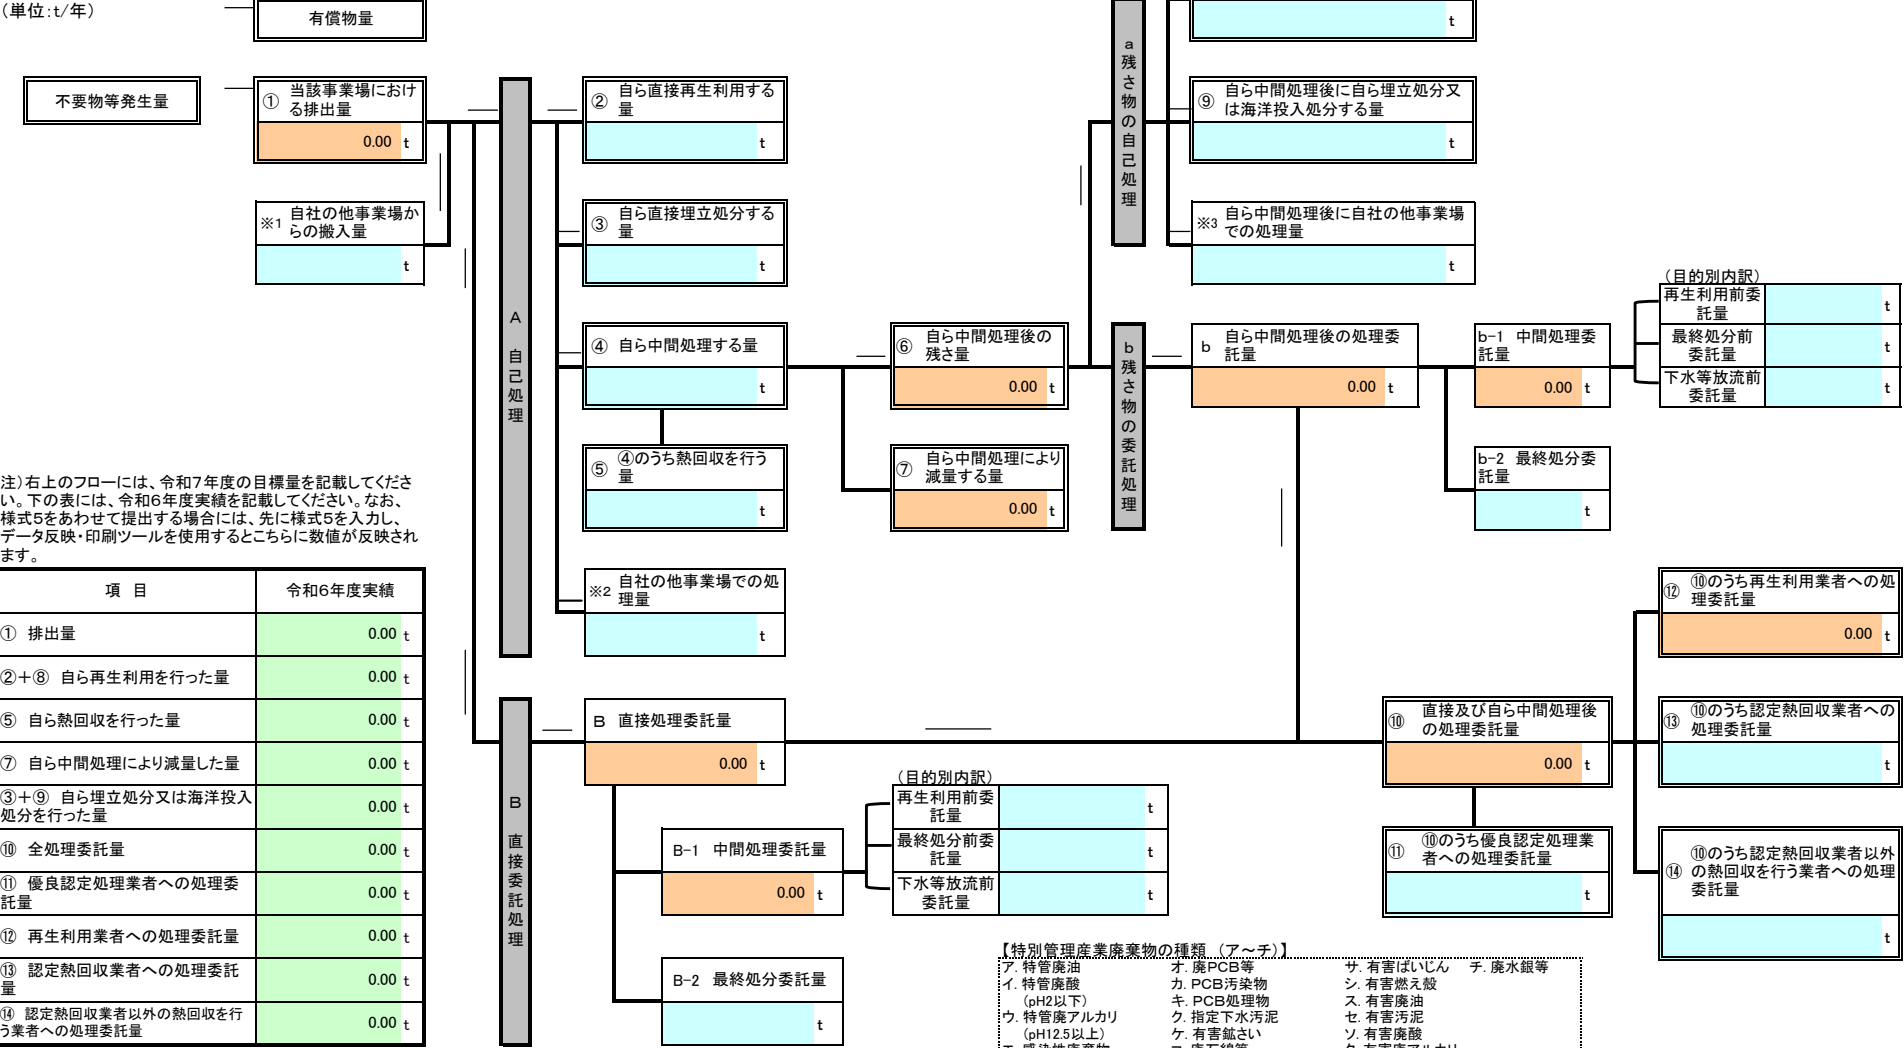 （単位：t／年）
有償物量
t
不要物等発生量
① 当該事業場におけ
る排出量
0.00 t
※1 自社の他事業場か
らの搬入量
t
A 自己処理
② 自ら直接再生利用する
量
t
③ 自ら直接埋立処分する
量
t
④ 自ら中間処理する量
t
⑤ ④のうち熱回収を行う
量
t
※2 自社の他事業場での処
理量
t
⑥ 自ら中間処理後の
残さ量
0.00 t
⑦ 自ら中間処理により
減量する量
0.00 t
a 残さ物の自己処理
⑨ 自ら中間処理後に自ら埋立処分又
は海洋投入処分する量
t
※3 自ら中間処理後に自社の他事業場
での処理量
t
b 残さ物の委託処理
b 自ら中間処理後の処理委
託量
0.00 t
b-1 中間処理委
託量
0.00 t
b-2 最終処分委
託量
t
（目的別内訳）
再生利用前委
託量
t
最終処分前
委託量
t
下水等放流前
委託量
t
注）右上のフローには、令和7年度の目標量を記載してくださ
い。下の表には、令和6年度実績を記載してください。なお、
様式5をあわせて提出する場合には、先に様式5を入力し、
データ反映・印刷ツールを使用するとこちらに数値が反映され
ます。
項 目 令和6年度実績
① 排出量 0.00 t
②＋⑧ 自ら再生利用を行った量 0.00 t
⑤ 自ら熱回収を行った量 0.00 t
⑦ 自ら中間処理により減量した量 0.00 t
③＋⑨ 自ら埋立処分又は海洋投入
処分を行った量 0.00 t
⑩ 全処理委託量 0.00 t
⑪ 優良認定処理業者への処理委
託量 0.00 t
⑫ 再生利用業者への処理委託量 0.00 t
⑬ 認定熱回収業者への処理委託
量 0.00 t
⑭ 認定熱回収業者以外の熱回収を行
う業者への処理委託量 0.00 t
B 直接委託処理
B 直接処理委託量
0.00 t
B-1 中間処理委託量
0.00 t
B-2 最終処分委託量
t
（目的別内訳）
再生利用前委
託量
t
最終処分前委
託量
t
下水等放流前
委託量
t
⑩ 直接及び自ら中間処理後
の処理委託量
0.00 t
⑪ ⑩のうち優良認定処理業
者への処理委託量
t
⑫ ⑩のうち再生利用業者への処
理委託量
0.00 t
⑬ ⑩のうち認定熱回収業者への
処理委託量
t
⑭ ⑩のうち認定熱回収業者以外
の熱回収を行う業者への処理
委託量
t
【特別管理産業廃棄物の種類 （ア～チ）】
ア. 特管廃油 オ. 廃PCB等 サ. 有害ばいじん チ. 廃水銀等
イ. 特管廃酸 カ. PCB汚染物 シ. 有害燃え殻
（pH2以下） キ. PCB処理物 ス. 有害廃油
ウ. 特管廃アルカリ ク. 指定下水汚泥 セ. 有害汚泥
（pH12.5以上） ケ. 有害鉱さい ソ. 有害廃酸